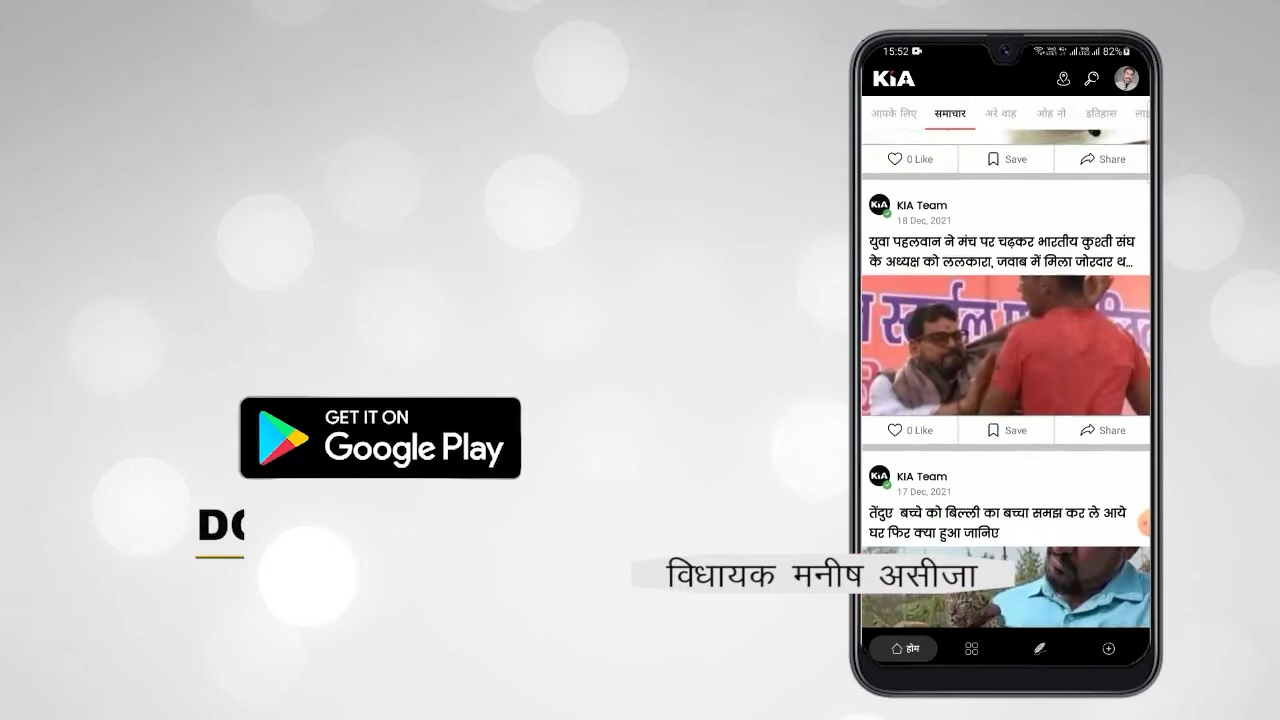 GET IT ON
Google Play
15:52
82%
KiA
आपके लिए समाचार अरे वाह ओह नो इतिहास
0 Like Save Share
KIA Team
18 Dec, 2021
युवा पहलवान ने मंच पर चढ़कर भारतीय कुश्ती संघ
के अध्यक्ष को ललकारा, जवाब में मिला जोरदार थ...
0 Like Save Share
KIA Team
17 Dec, 2021
तेंदुए बच्चे को बिल्ली का बच्चा समझ कर ले आये
घर फिर क्या हुआ जानिए
विधायक मनीष असीजा
होम